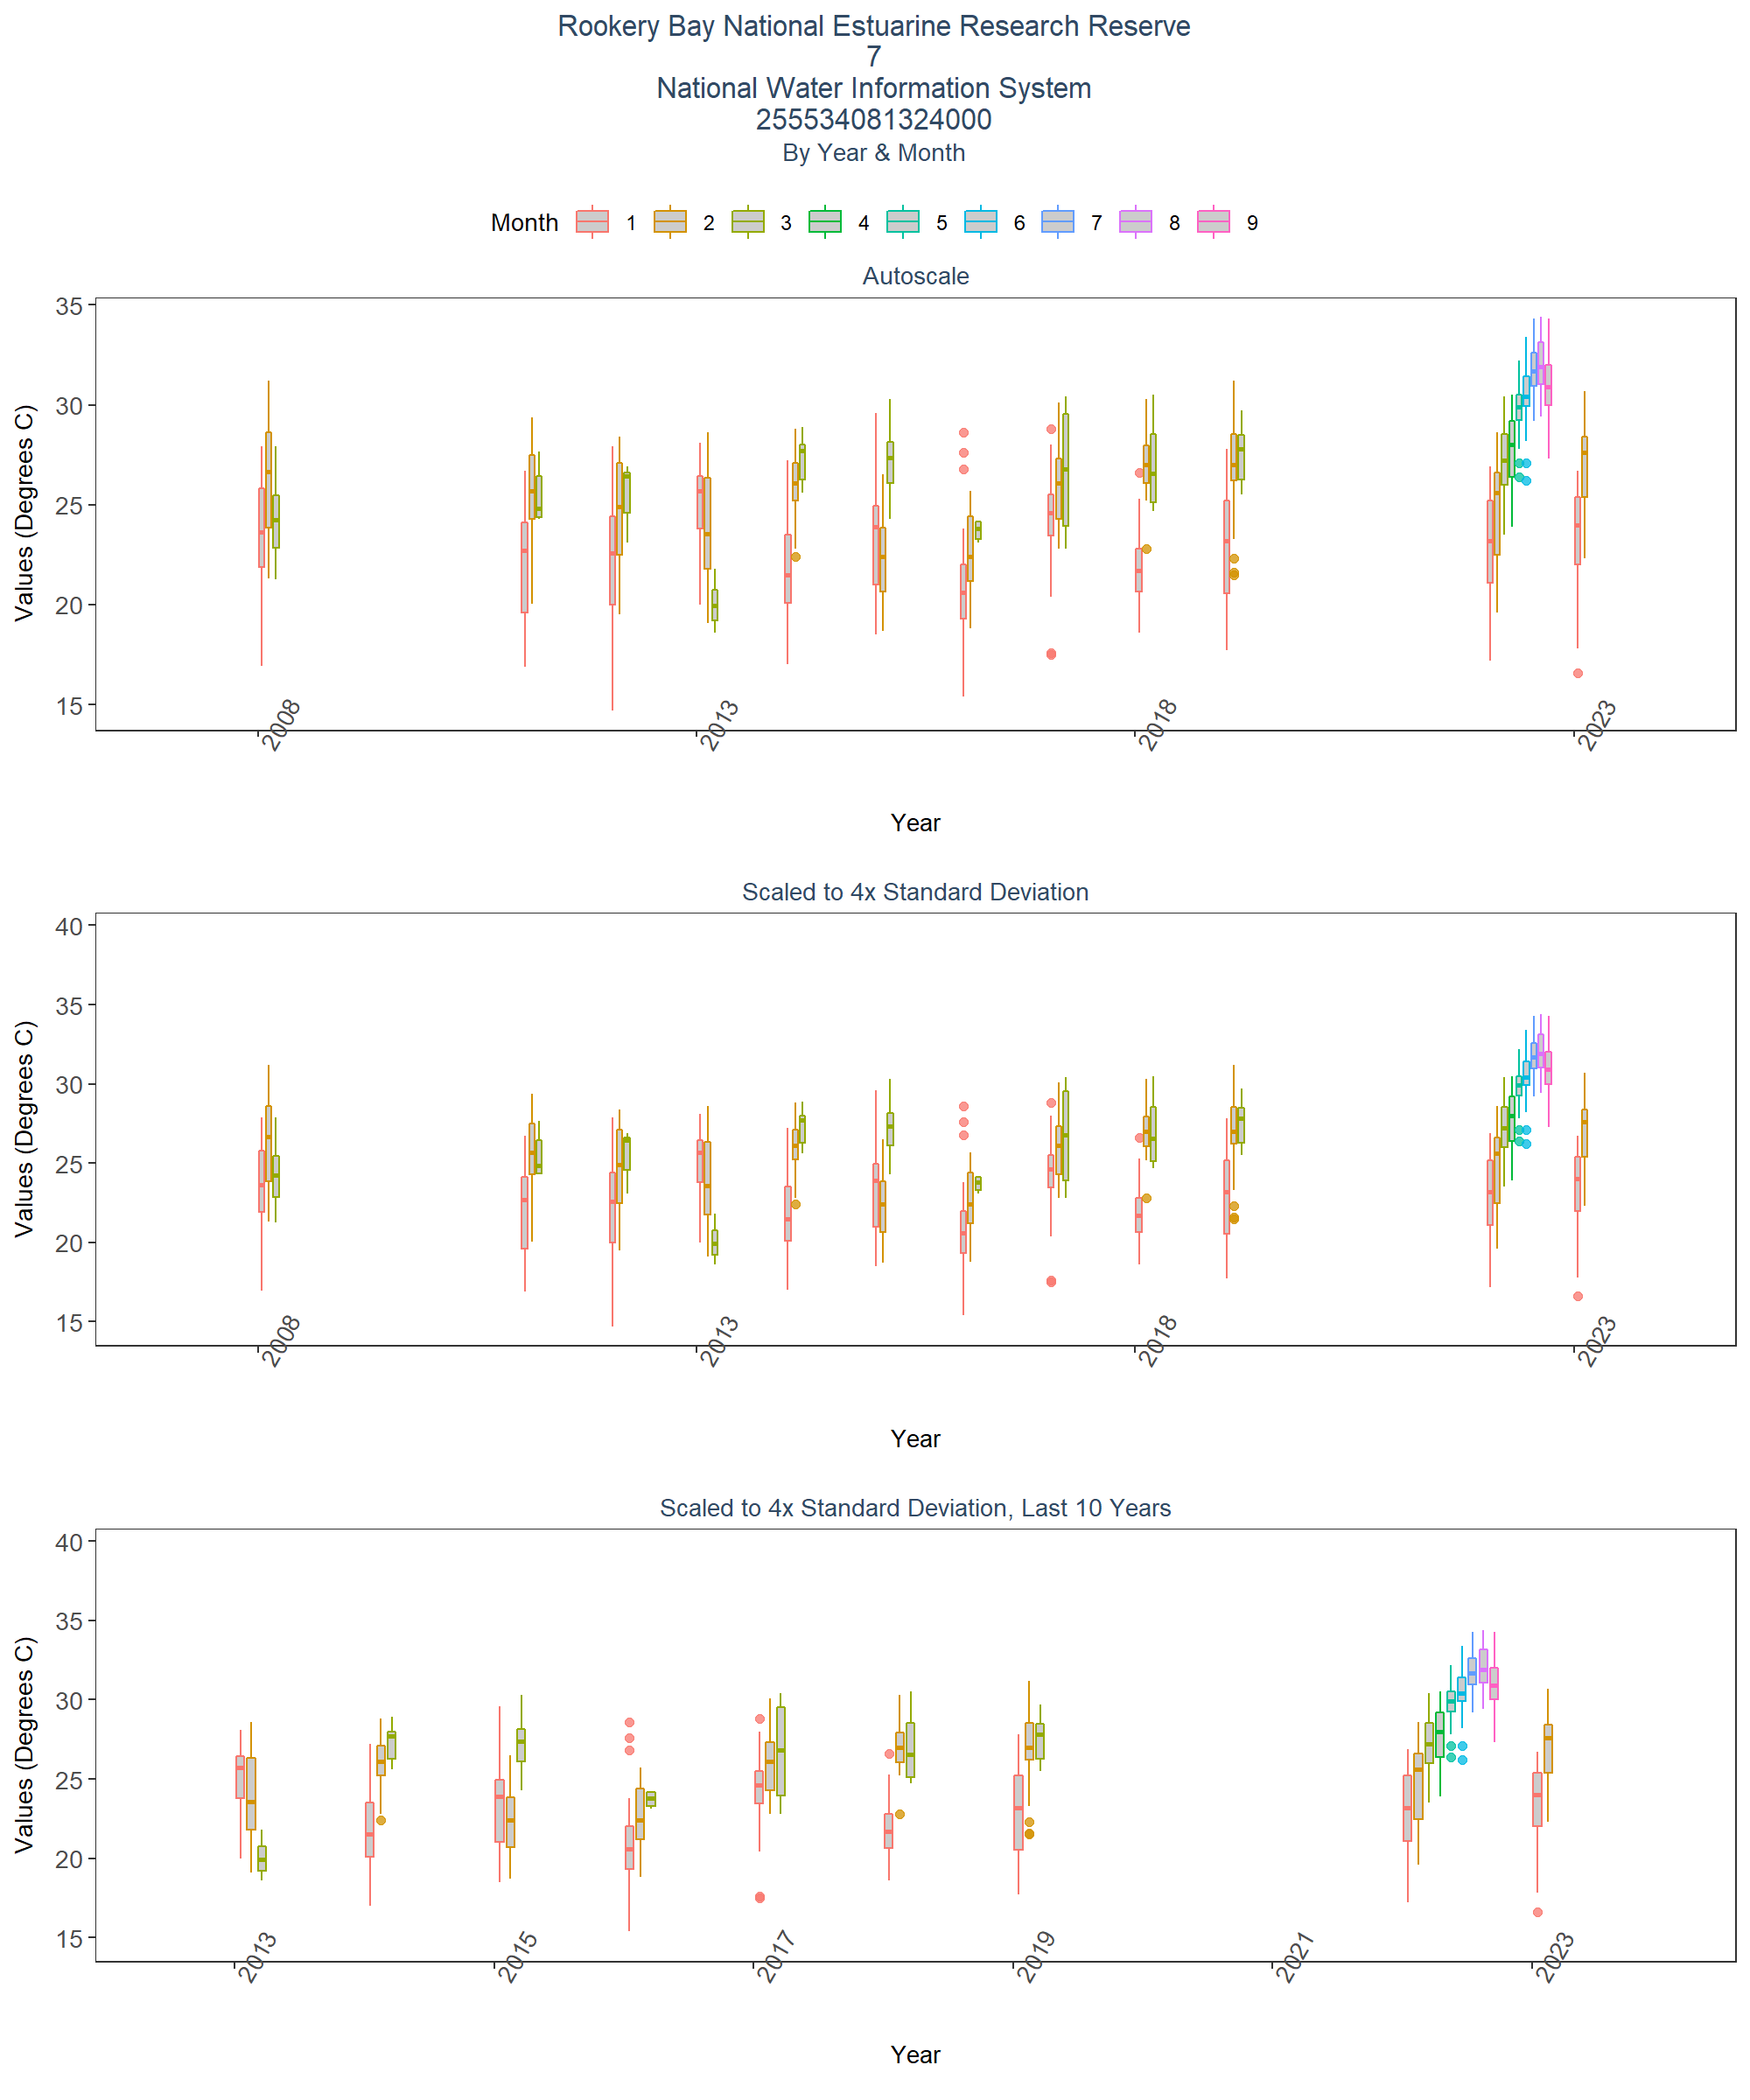 Rookery Bay National Estuarine Research Reserve
7
National Water Information System
255534081324000
By Year & Month
Month 1 2 3 4 5 6 7 8 9
Autoscale
Values (Degrees C)
35
30
25
20
15
2008 2013 2018 2023
Year
Scaled to 4x Standard Deviation
Values (Degrees C)
40
35
30
25
20
15
2008 2013 2018 2023
Year
Scaled to 4x Standard Deviation, Last 10 Years
Values (Degrees C)
40
35
30
25
20
15
2013 2015 2017 2019 2021 2023
Year